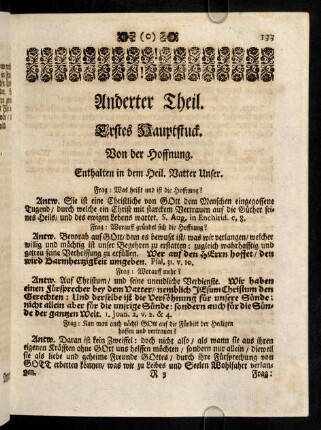 (o)
133
Anderter Theil.
Erstes Hauptstuck.
Von der Hoffnung.
Enthalten in dem Heil. Vatter Unser.
Frag: Was heißt und ist die Hoffnung?
Antw. Sie ist eine Christliche von GOtt dem Menschen eingegossene
Tugend, durch welche ein Christ mit starckem Vertrauen auf die Güther sei-
nes Heils, und des ewigen Lebens wartet. S. Aug. in Enchirid. c. 8.
Frag: Worauf gründet sich die Hoffnung?
Antw. Bevorab auf GOtt, dem es bewust ist, was wir verlangen, welcher
willig und mächtig ist unser Begehren zu erstatten; zugleich wahrhafftig und
getreu seine Verheissung zu erfüllen. Wer auf den HErrn hoffet, den
wird Barmhertzigkeit umgeben. Psal. 31. v. 10.
Frag: Worauf mehr?
Antw. Auf Christum, und seine unendliche Verdienste. Wir haben
einen Fürsprecher bey dem Vatter, nemblich JEsum Christum den
Gerechten; Und derselbe ist die Versöhnung für unsere Sünde:
nicht allein aber für die unsrige Sünde; sondern auch für die Sün-
de der gantzen Welt. 1. Joan. 2. v. 2. & 4.
Frag: Kan man auch nächst GOtt auf die Fürbitt der Heiligen
hoffen und vertrauen?
Antw. Daran ist kein Zweiffel: doch nicht also, als wann sie aus ihren
eigenen Kräfften ohne GOtt uns helffen möchten, sondern nur allein, dieweil
sie als liebe und geheime Freunde GOttes, durch ihre Fürsprechung von
GOTT erbetten können, was wir zu Leibes und Seelen Wohlfahrt verlan-
gen.
R 3
Frag: